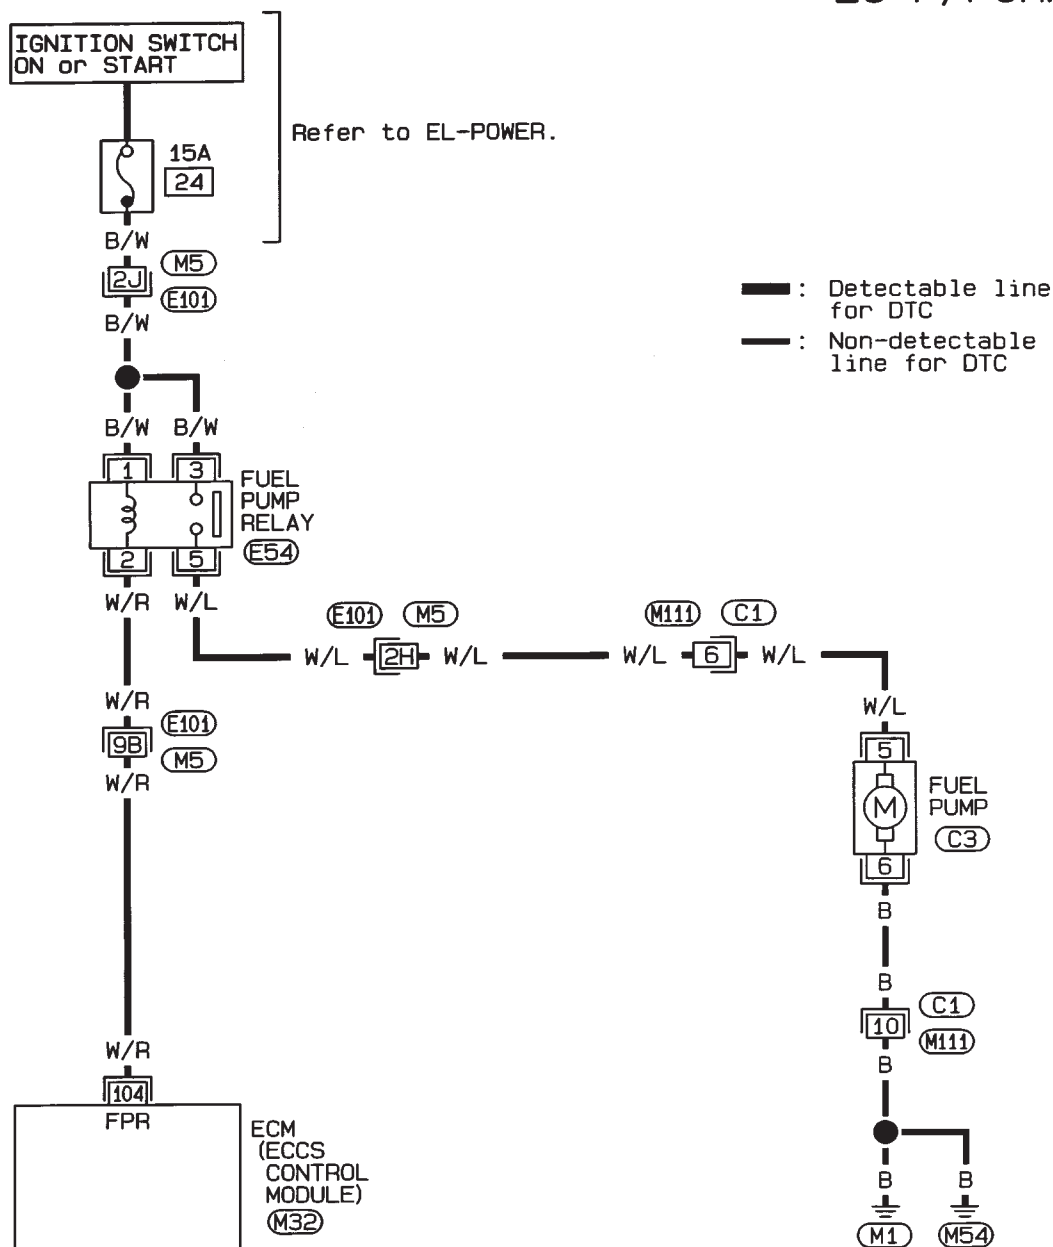 IGNITION SWITCH
ON or START
Refer to EL-POWER.
15A
24
B/W
2J
M5
E101
B/W
: Detectable line
for DTC
: Non-detectable
line for DTC
B/W B/W
1 3
FUEL
PUMP
RELAY
E54
2 5
W/R W/L
E101 M5
M111 C1
W/L 2H W/L
W/L 6 W/L
W/R
E101
9B
M5
W/R
W/L
5
M
FUEL
PUMP
C3
6
B
B
C1
10
M111
B
W/R
104
FPR
ECM
(ECCS
CONTROL
MODULE)
M32
B B
M1 M54